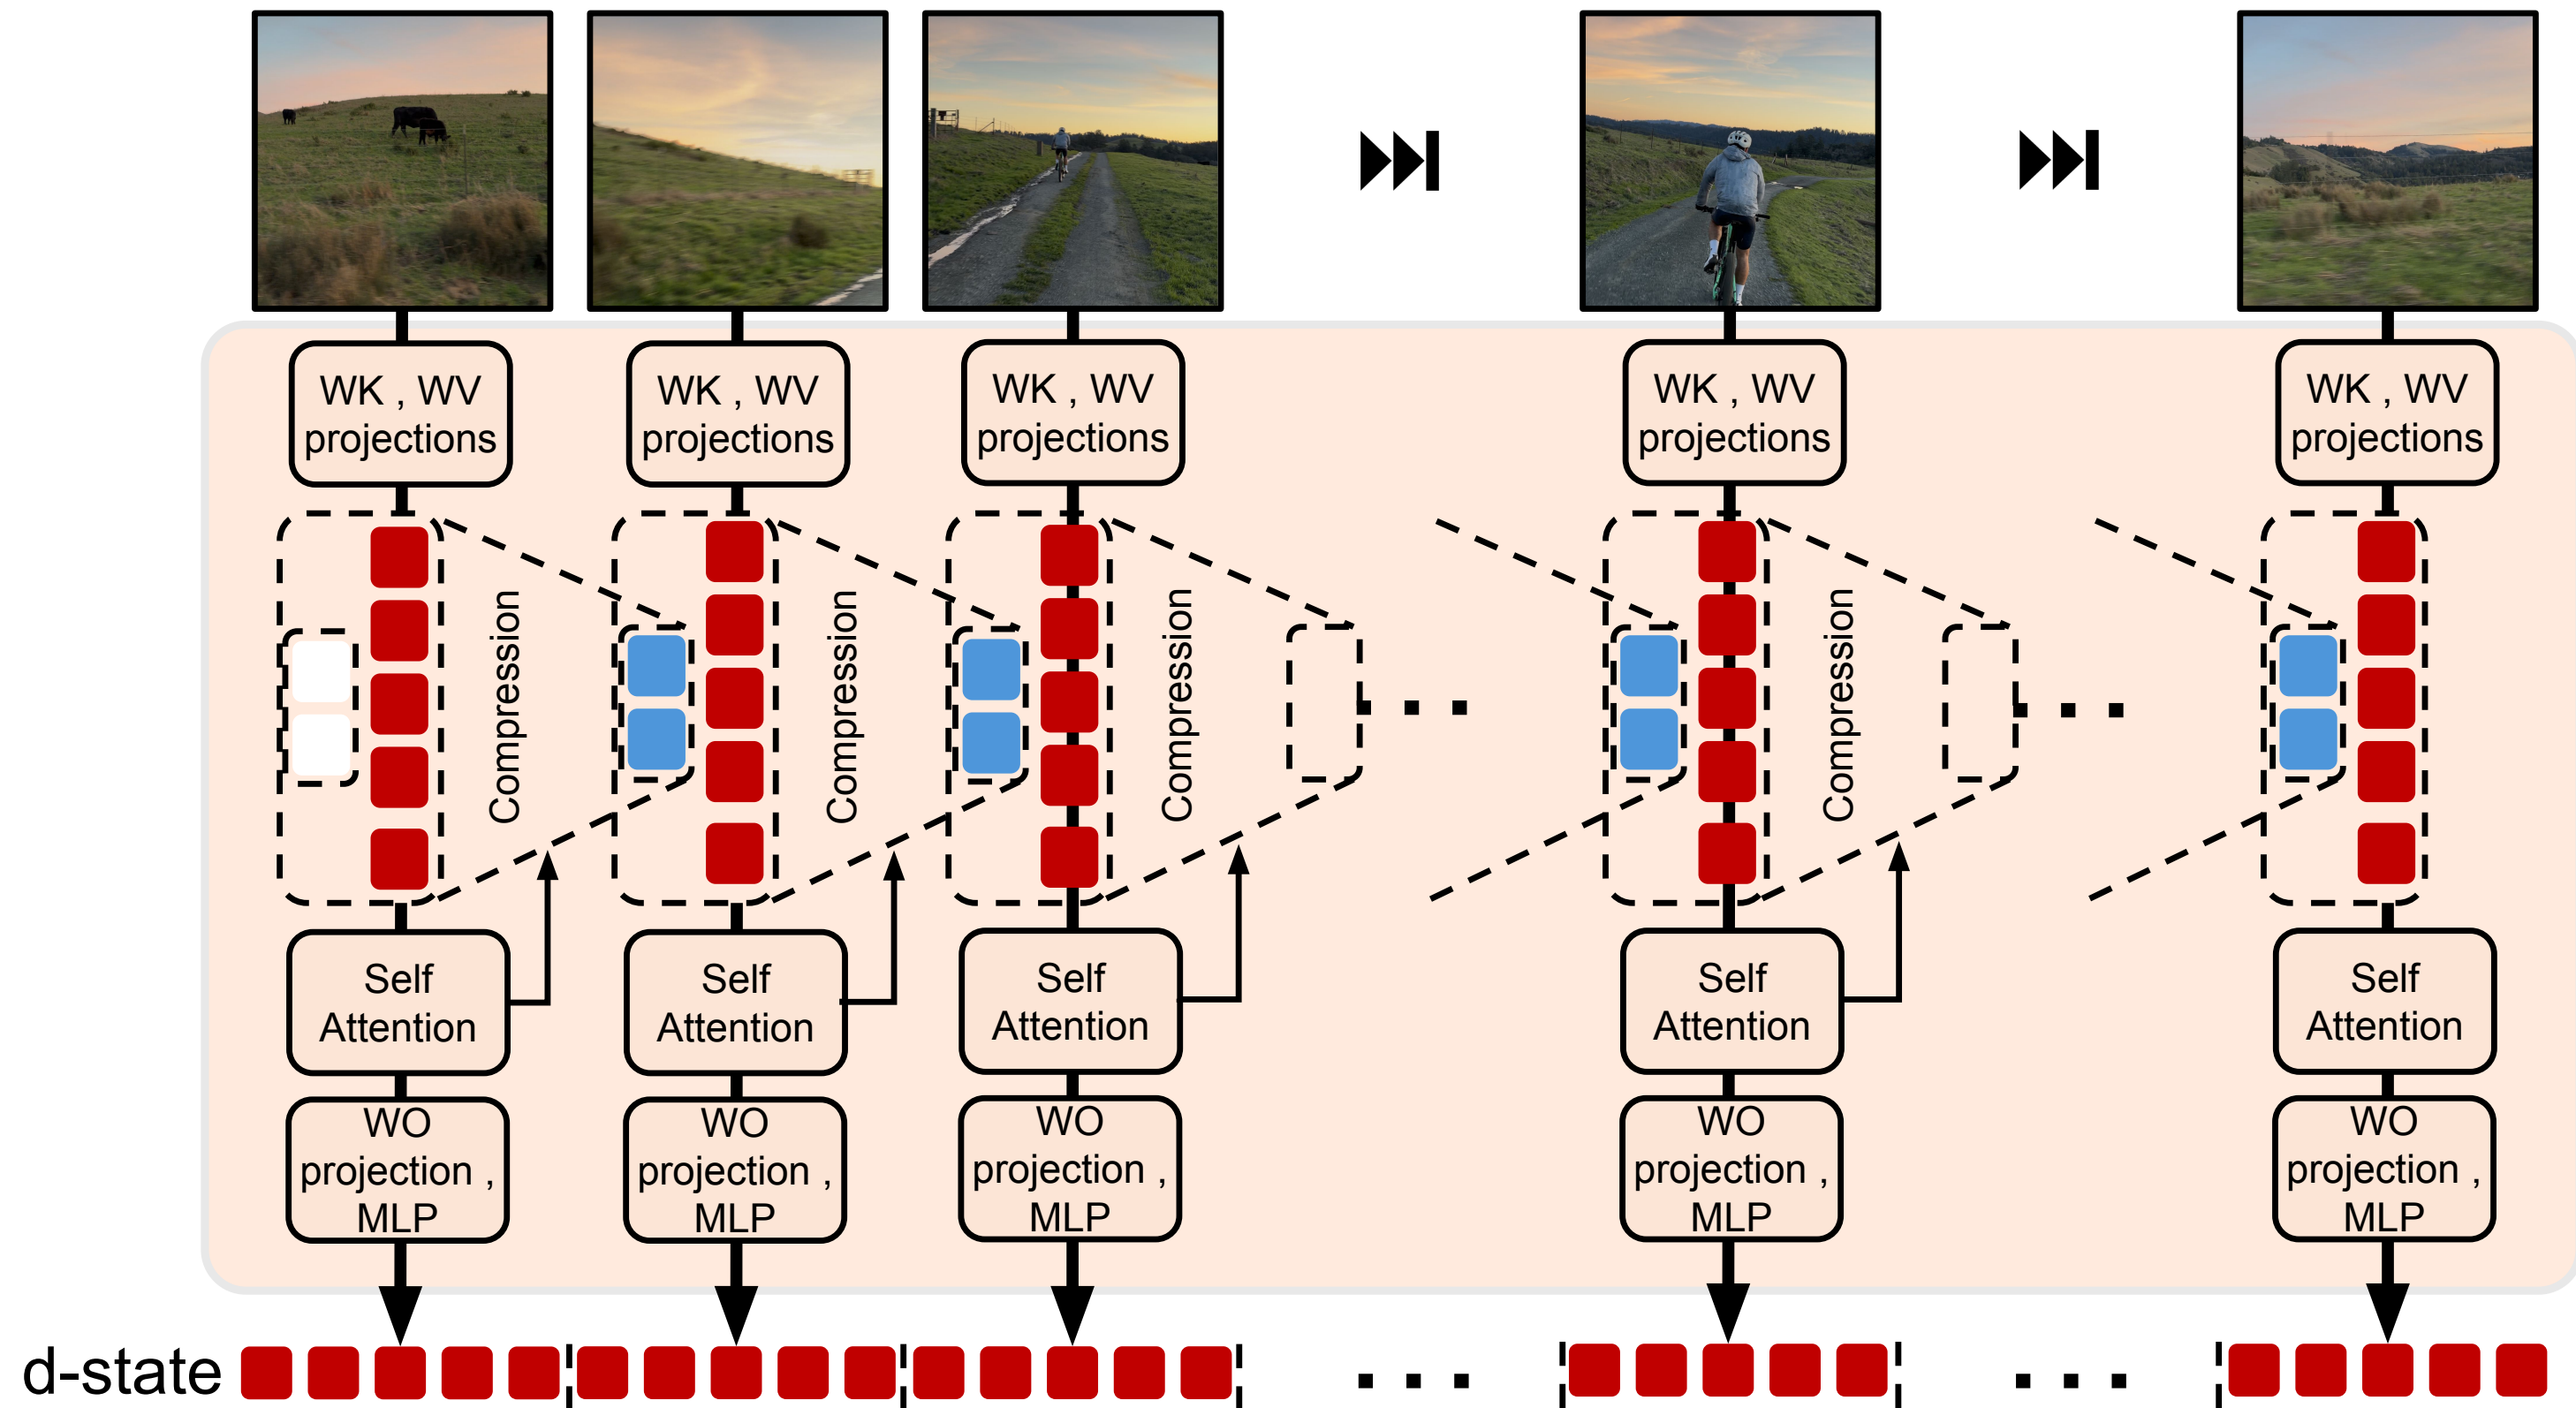 WK , WV
projections
WK , WV
projections
WK , WV
projections
WK , WV
projections
WK , WV
projections
Compression
Compression
Compression
Compression
Self
Attention
Self
Attention
Self
Attention
Self
Attention
Self
Attention
WO
projection ,
MLP
WO
projection ,
MLP
WO
projection ,
MLP
WO
projection ,
MLP
WO
projection ,
MLP
d-state